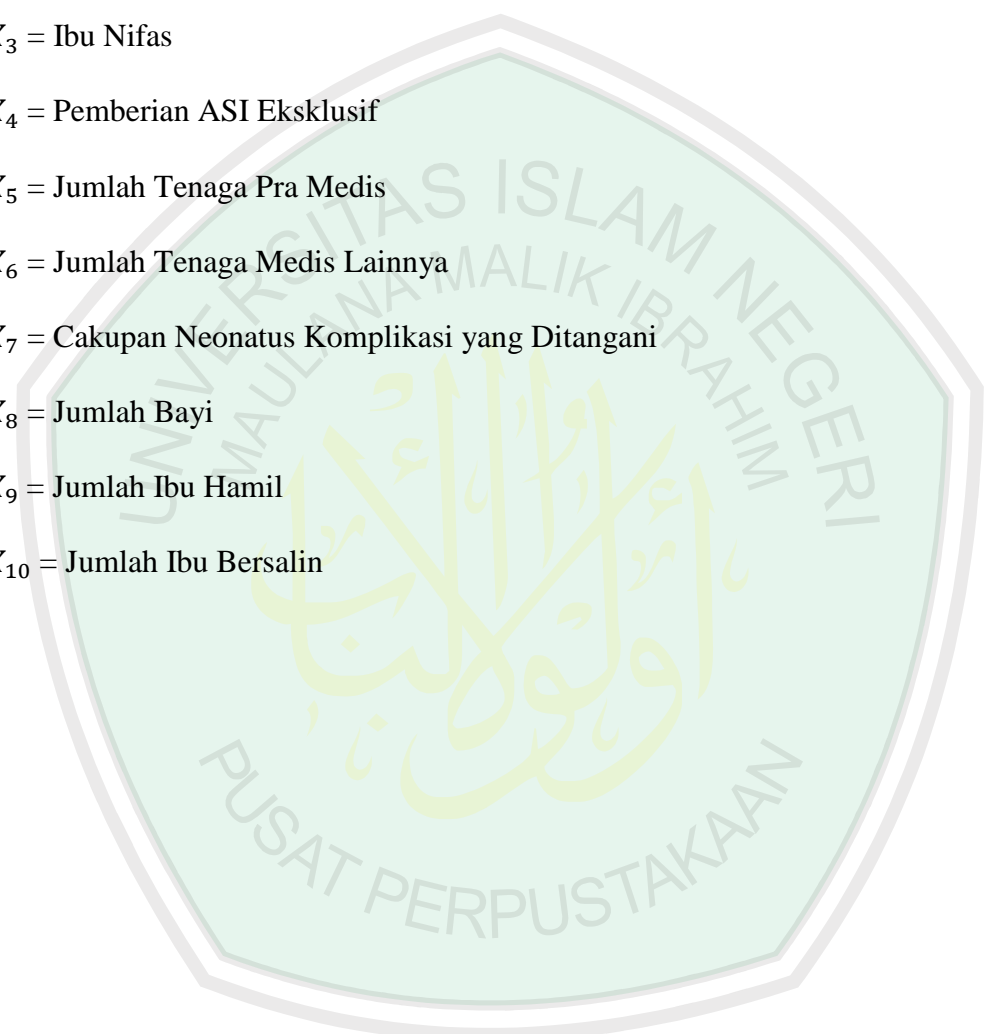 ₃ = Ibu Nifas
₄ = Pemberian ASI Eksklusif
₅ = Jumlah Tenaga Pra Medis
₆ = Jumlah Tenaga Medis Lainnya
₇ = Cakupan Neonatus Komplikasi yang Ditangani
₈ = Jumlah Bayi
₉ = Jumlah Ibu Hamil
₁₀ = Jumlah Ibu Bersalin
UNIVERSITAS ISLAM NEGERI
MAULANA MALIK IBRAHIM
PUSAT PERPUSTAKAAN